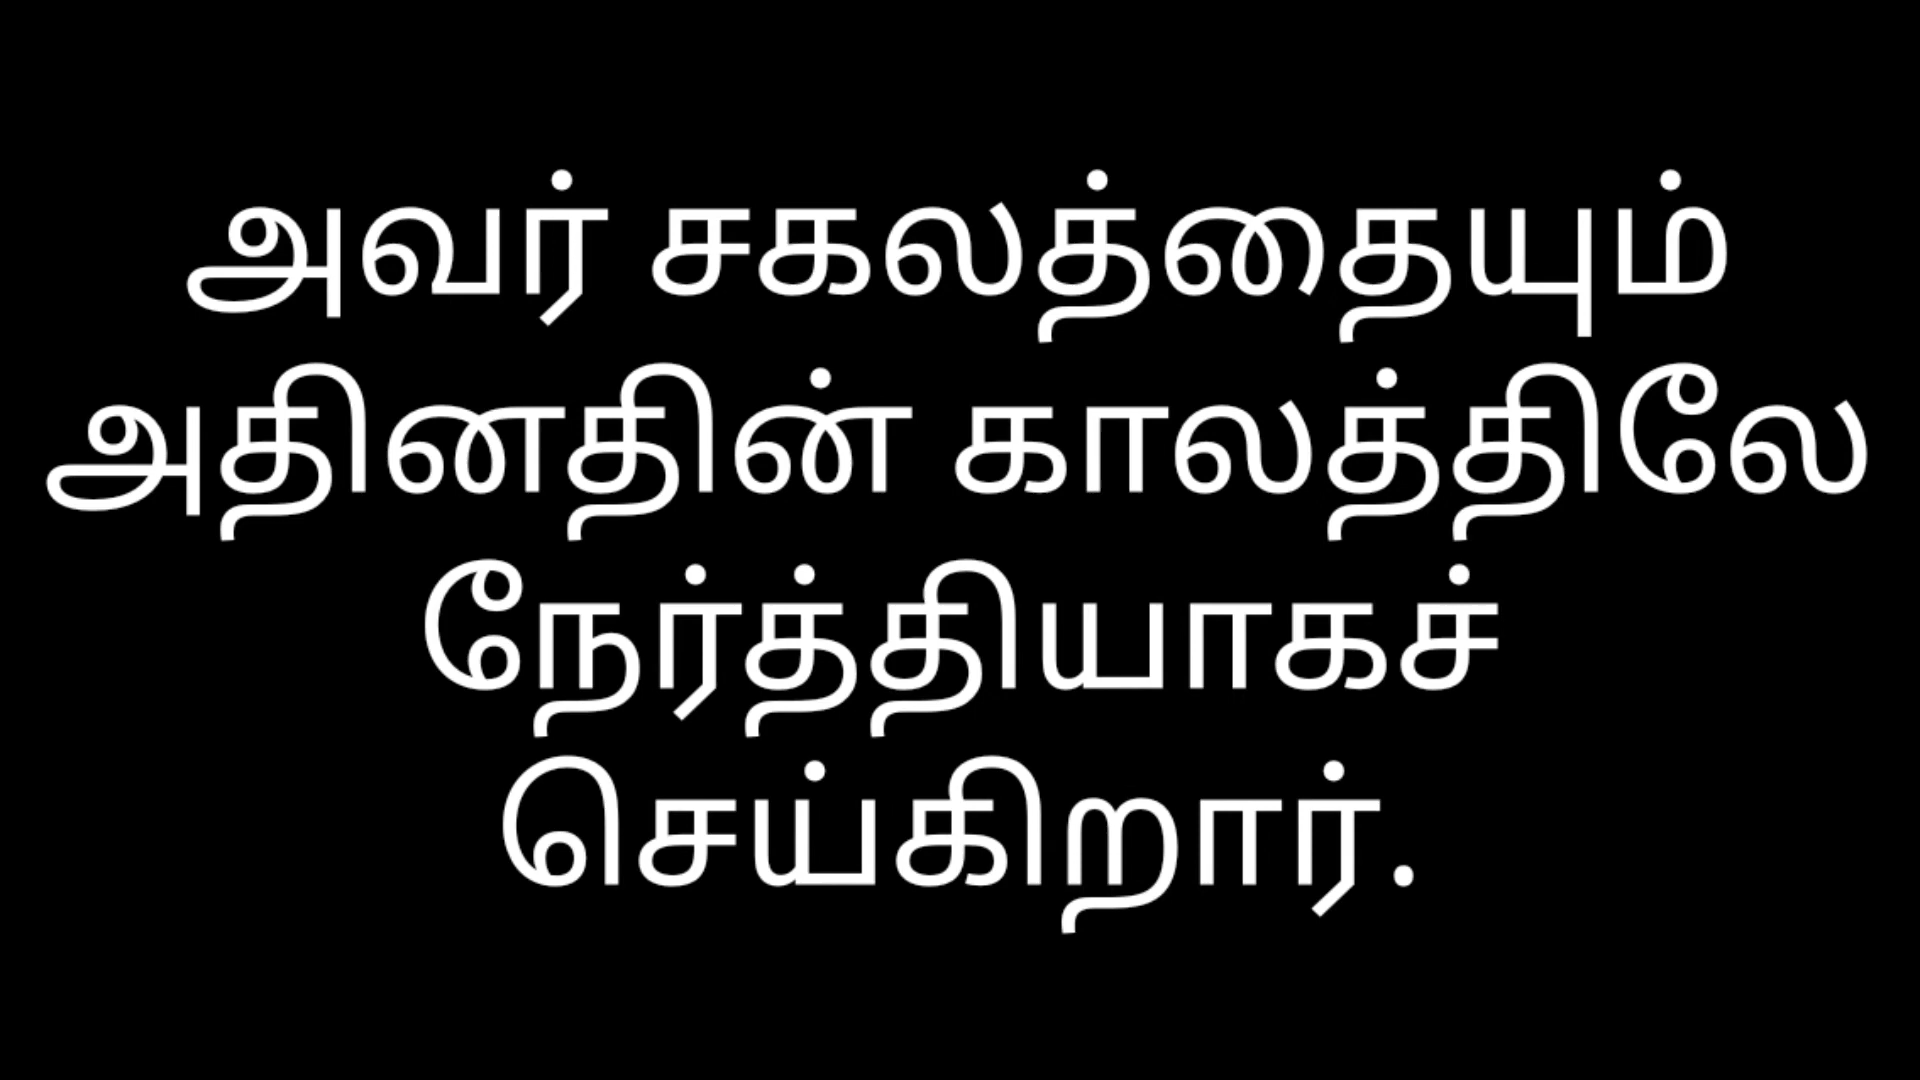 அவர் சகலத்தையும்
அதினதின் காலத்திலே
நேர்த்தியாகச்
செய்கிறார்.